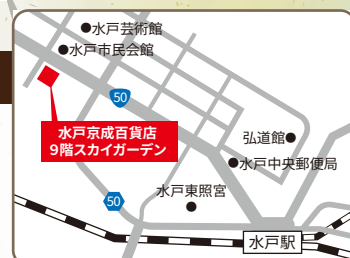 水戸芸術館
水戸市民会館
50
水戸京成百貨店
9階スカイガーデン
弘道館
水戸中央郵便局
水戸東照宮
50
水戸駅